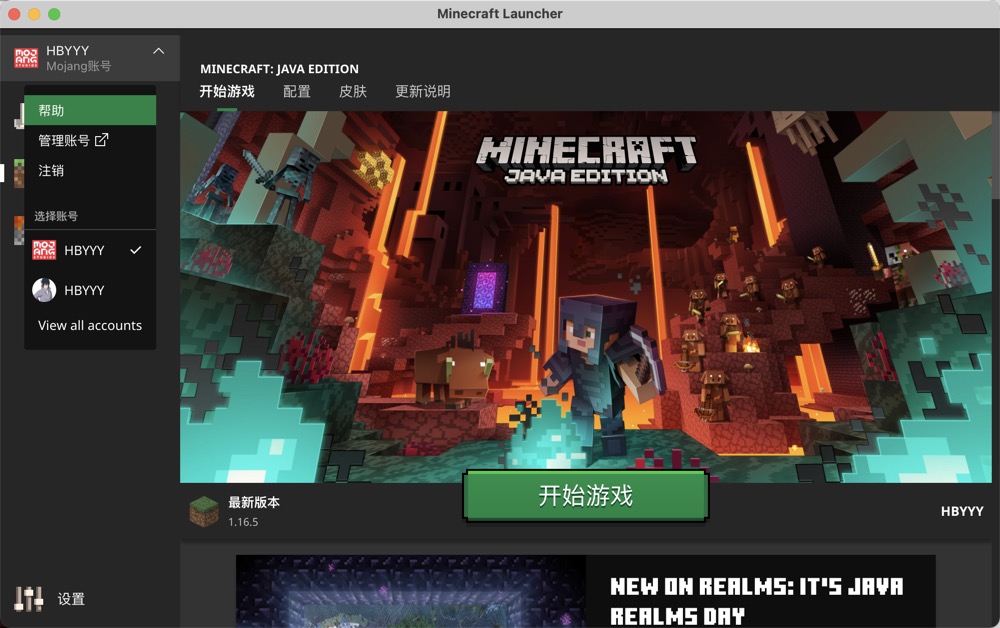 Minecraft Launcher
HBYYY
Mojang账号
帮助
管理账号
注销
选择账号
MOJANG STUDIOS
HBYYY
HBYYY
View all accounts
设置
MINECRAFT: JAVA EDITION
开始游戏 配置 皮肤 更新说明
MINECRAFT
JAVA EDITION
最新版本
1.16.5
开始游戏
HBYYY
NEW ON REALMS: IT'S JAVA
REALMS DAY